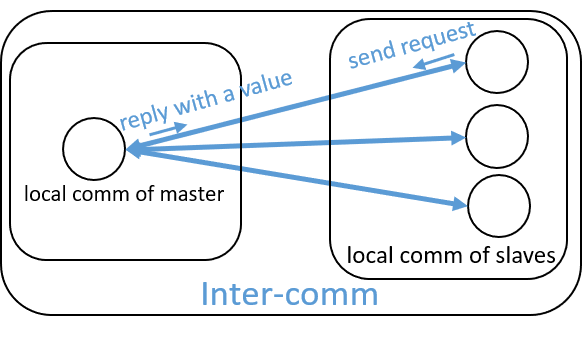 send request
reply with a value
local comm of master
local comm of slaves
Inter-comm